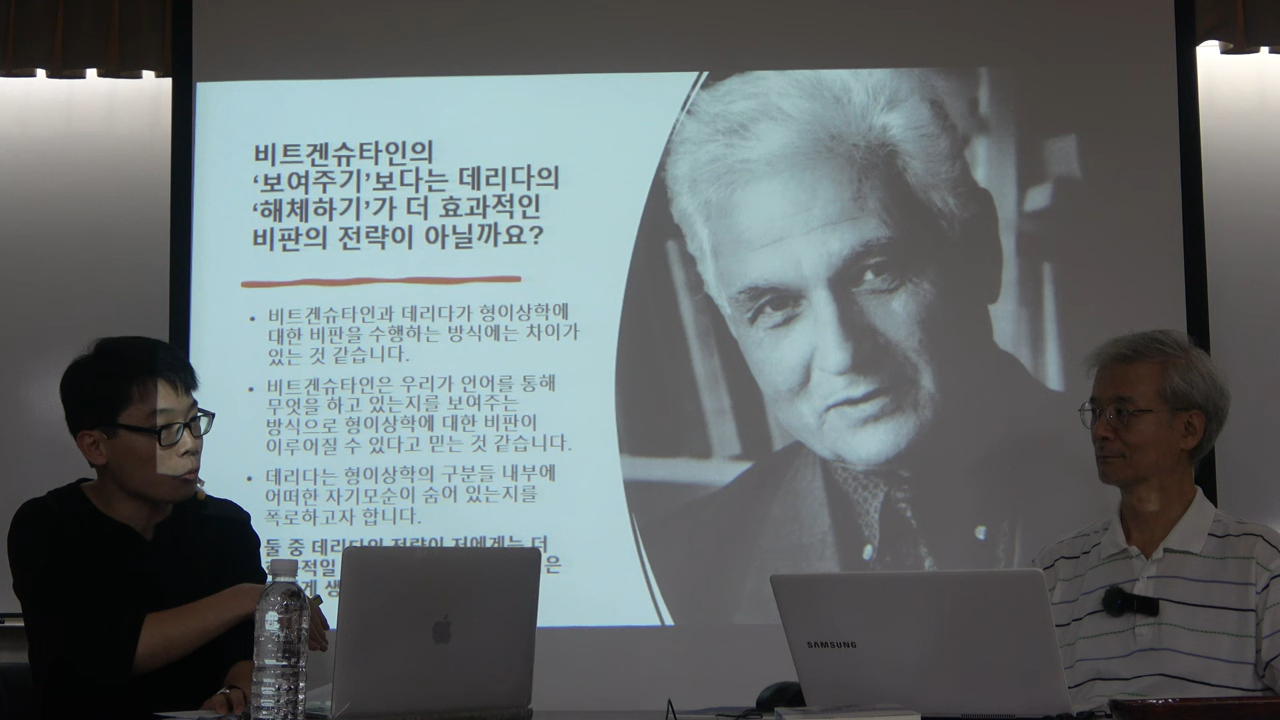 비트겐슈타인의
‘보여주기’보다는 데리다의
‘해체하기’가 더 효과적인
비판의 전략이 아닐까요?
• 비트겐슈타인과 데리다가 형이상학에
대한 비판을 수행하는 방식에는 차이가
있는 것 같습니다.
• 비트겐슈타인은 우리가 언어를 통해
무엇을 하고 있는지를 보여주는
방식으로 형이상학에 대한 비판이
이루어질 수 있다고 믿는 것 같습니다.
• 데리다는 형이상학의 구분들 내부에
어떠한 자기모순이 숨어 있는지를
폭로하고자 합니다.
둘 중 데리다의 전략이 저에게는 더
은
SAMSUNG